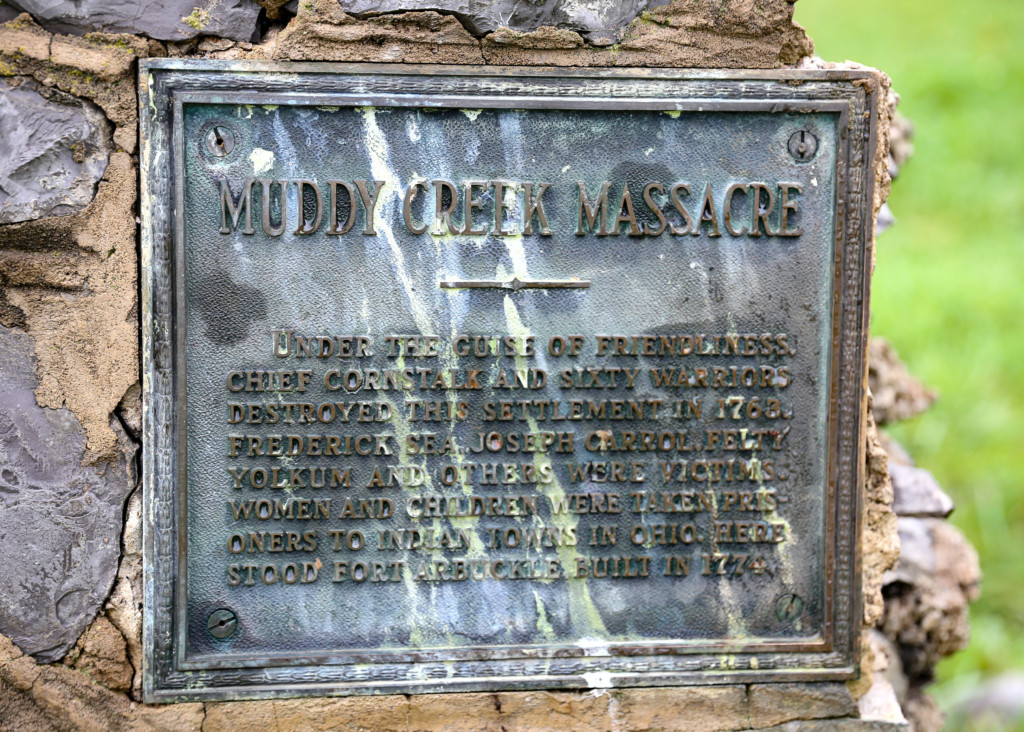 MUDDY CREEK MASSACRE
UNDER THE GUISE OF FRIENDLINESS,
CHIEF CORNSTALK AND SIXTY WARRIORS
DESTROYED THIS SETTLEMENT IN 1763.
FREDERICK SEA, JOSEPH CARROL, FELTY
YOLKUM AND OTHERS WERE VICTIMS.
WOMEN AND CHILDREN WERE TAKEN PRIS-
ONERS TO INDIAN TOWNS IN OHIO. HERE
STOOD FORT ARBUCKLE BUILT IN 1774.